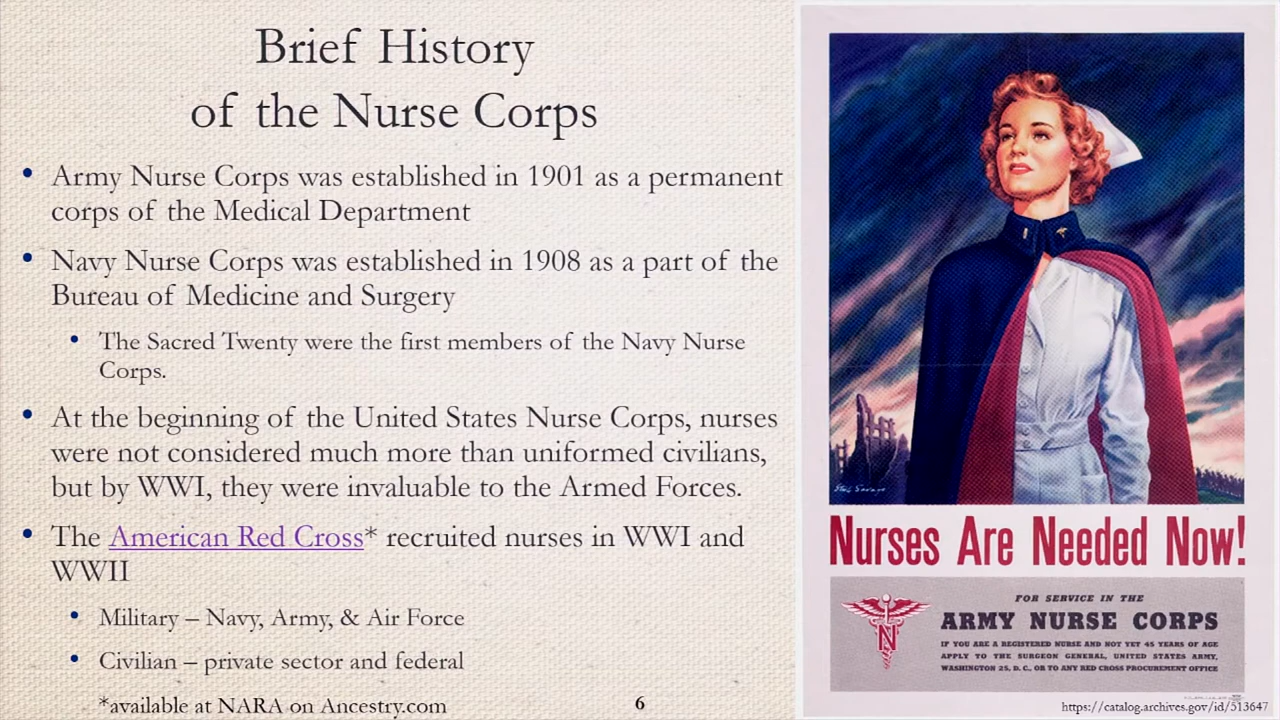 Brief History
of the Nurse Corps
• Army Nurse Corps was established in 1901 as a permanent
corps of the Medical Department
• Navy Nurse Corps was established in 1908 as a part of the
Bureau of Medicine and Surgery
• The Sacred Twenty were the first members of the Navy Nurse
Corps.
• At the beginning of the United States Nurse Corps, nurses
were not considered much more than uniformed civilians,
but by WWI, they were invaluable to the Armed Forces.
• The American Red Cross* recruited nurses in WWI and
WWII
• Military – Navy, Army, & Air Force
• Civilian – private sector and federal
*available at NARA on Ancestry.com
6
Nurses Are Needed Now!
FOR SERVICE IN THE
ARMY NURSE CORPS
N
IF YOU ARE A REGISTERED NURSE AND NOT YET 45 YEARS OF AGE
APPLY TO THE SURGEON GENERAL, UNITED STATES ARMY,
WASHINGTON 25, D. C., OR TO ANY RED CROSS PROCUREMENT OFFICE
https://catalog.archives.gov/id/513647